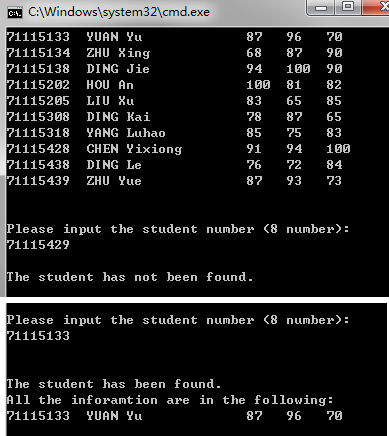 C:\Windows\system32\cmd.exe
71115133 YUAN Yu 87 96 70
71115134 ZHU Xing 68 87 90
71115138 DING Jie 94 100 90
71115202 HOU An 100 81 82
71115205 LIU Xu 83 65 85
71115308 DING Kai 78 87 65
71115318 YANG Luhao 85 75 83
71115428 CHEN Yixiong 91 94 100
71115438 DING Le 76 72 84
71115439 ZHU Yue 87 93 73
Please input the student number (8 number):
71115429
The student has not been found.
Please input the student number (8 number):
71115133
The student has been found.
All the inforamtion are in the following:
71115133 YUAN Yu 87 96 70